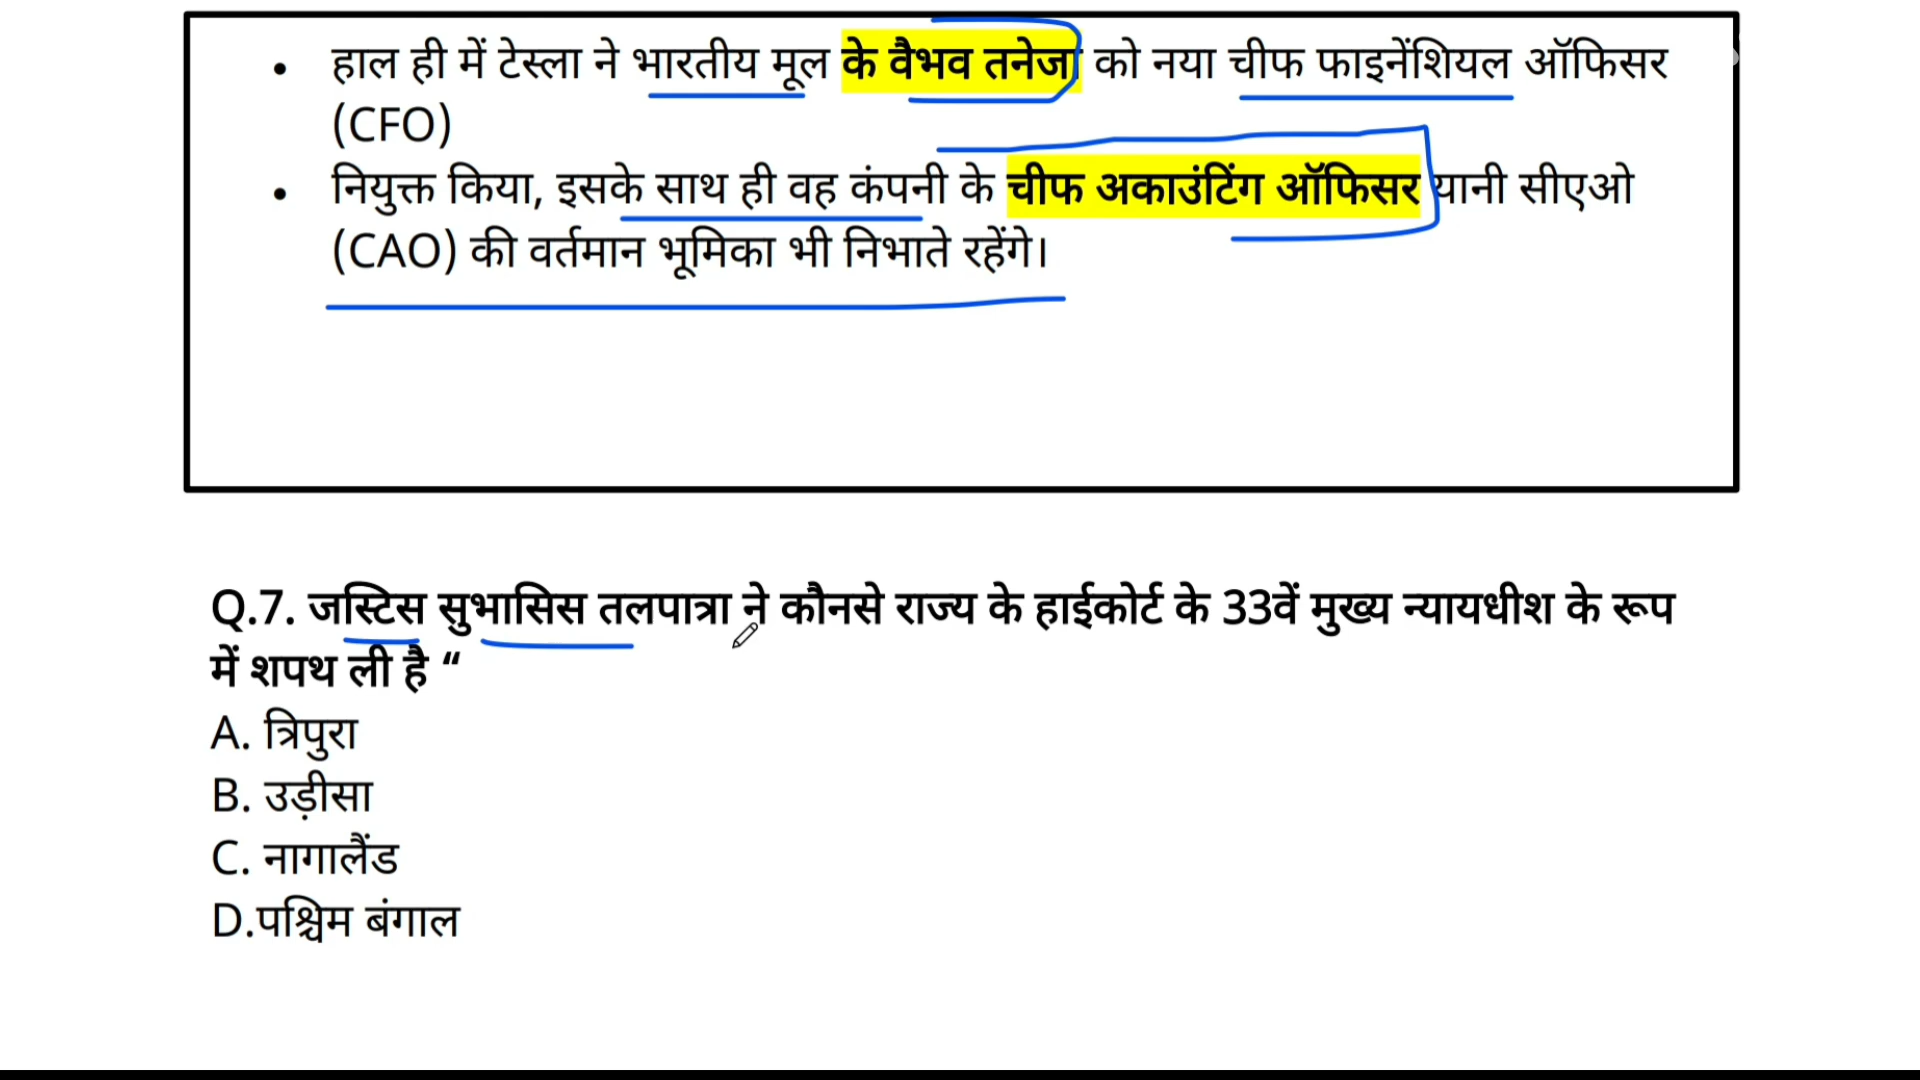 • हाल ही में टेस्ला ने भारतीय मूल के वैभव तनेजा को नया चीफ फाइनेंशियल ऑफिसर
(CFO)
• नियुक्त किया, इसके साथ ही वह कंपनी के चीफ अकाउंटिंग ऑफिसर यानी सीएओ
(CAO) की वर्तमान भूमिका भी निभाते रहेंगे।
Q.7. जस्टिस सुभासिस तलपात्रा ने कौनसे राज्य के हाईकोर्ट के 33वें मुख्य न्यायधीश के रूप
में शपथ ली है “
A. त्रिपुरा
B. उड़ीसा
C. नागालैंड
D.पश्चिम बंगाल